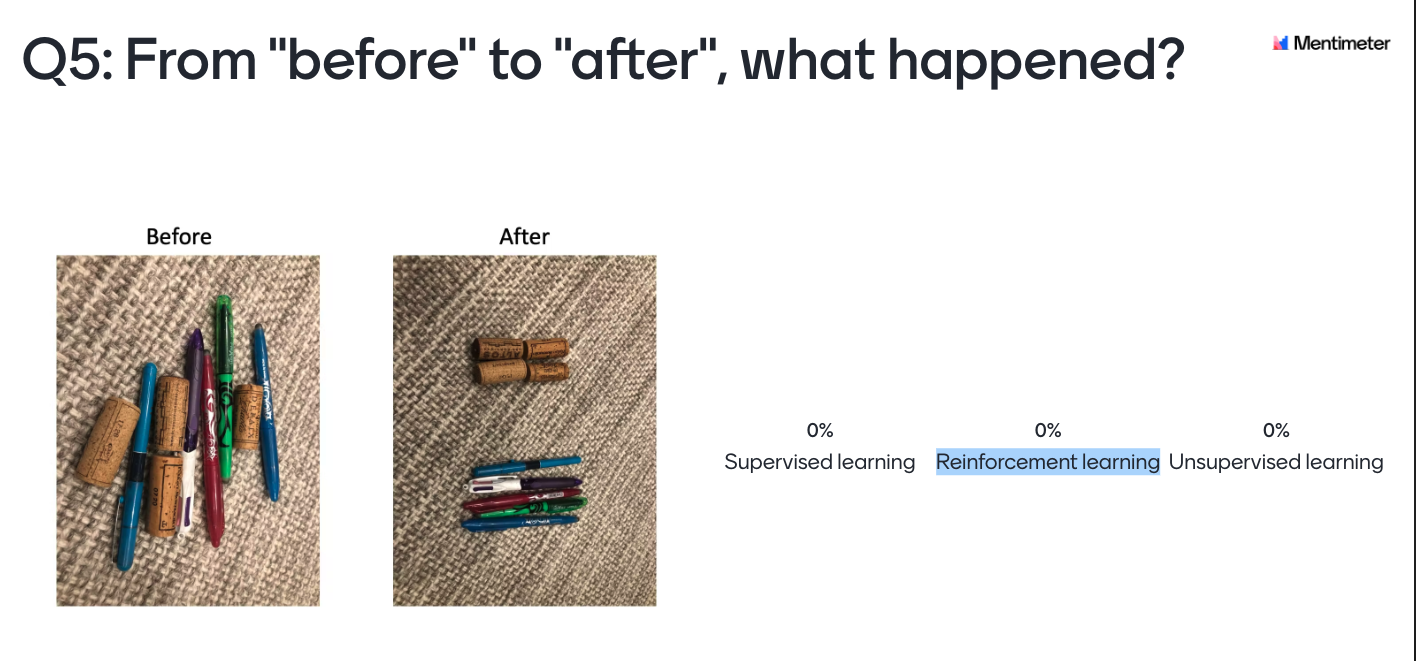 Q5: From "before" to "after", what happened?
Mentimeter
Before
After
0%
Supervised learning
0%
Reinforcement learning
0%
Unsupervised learning